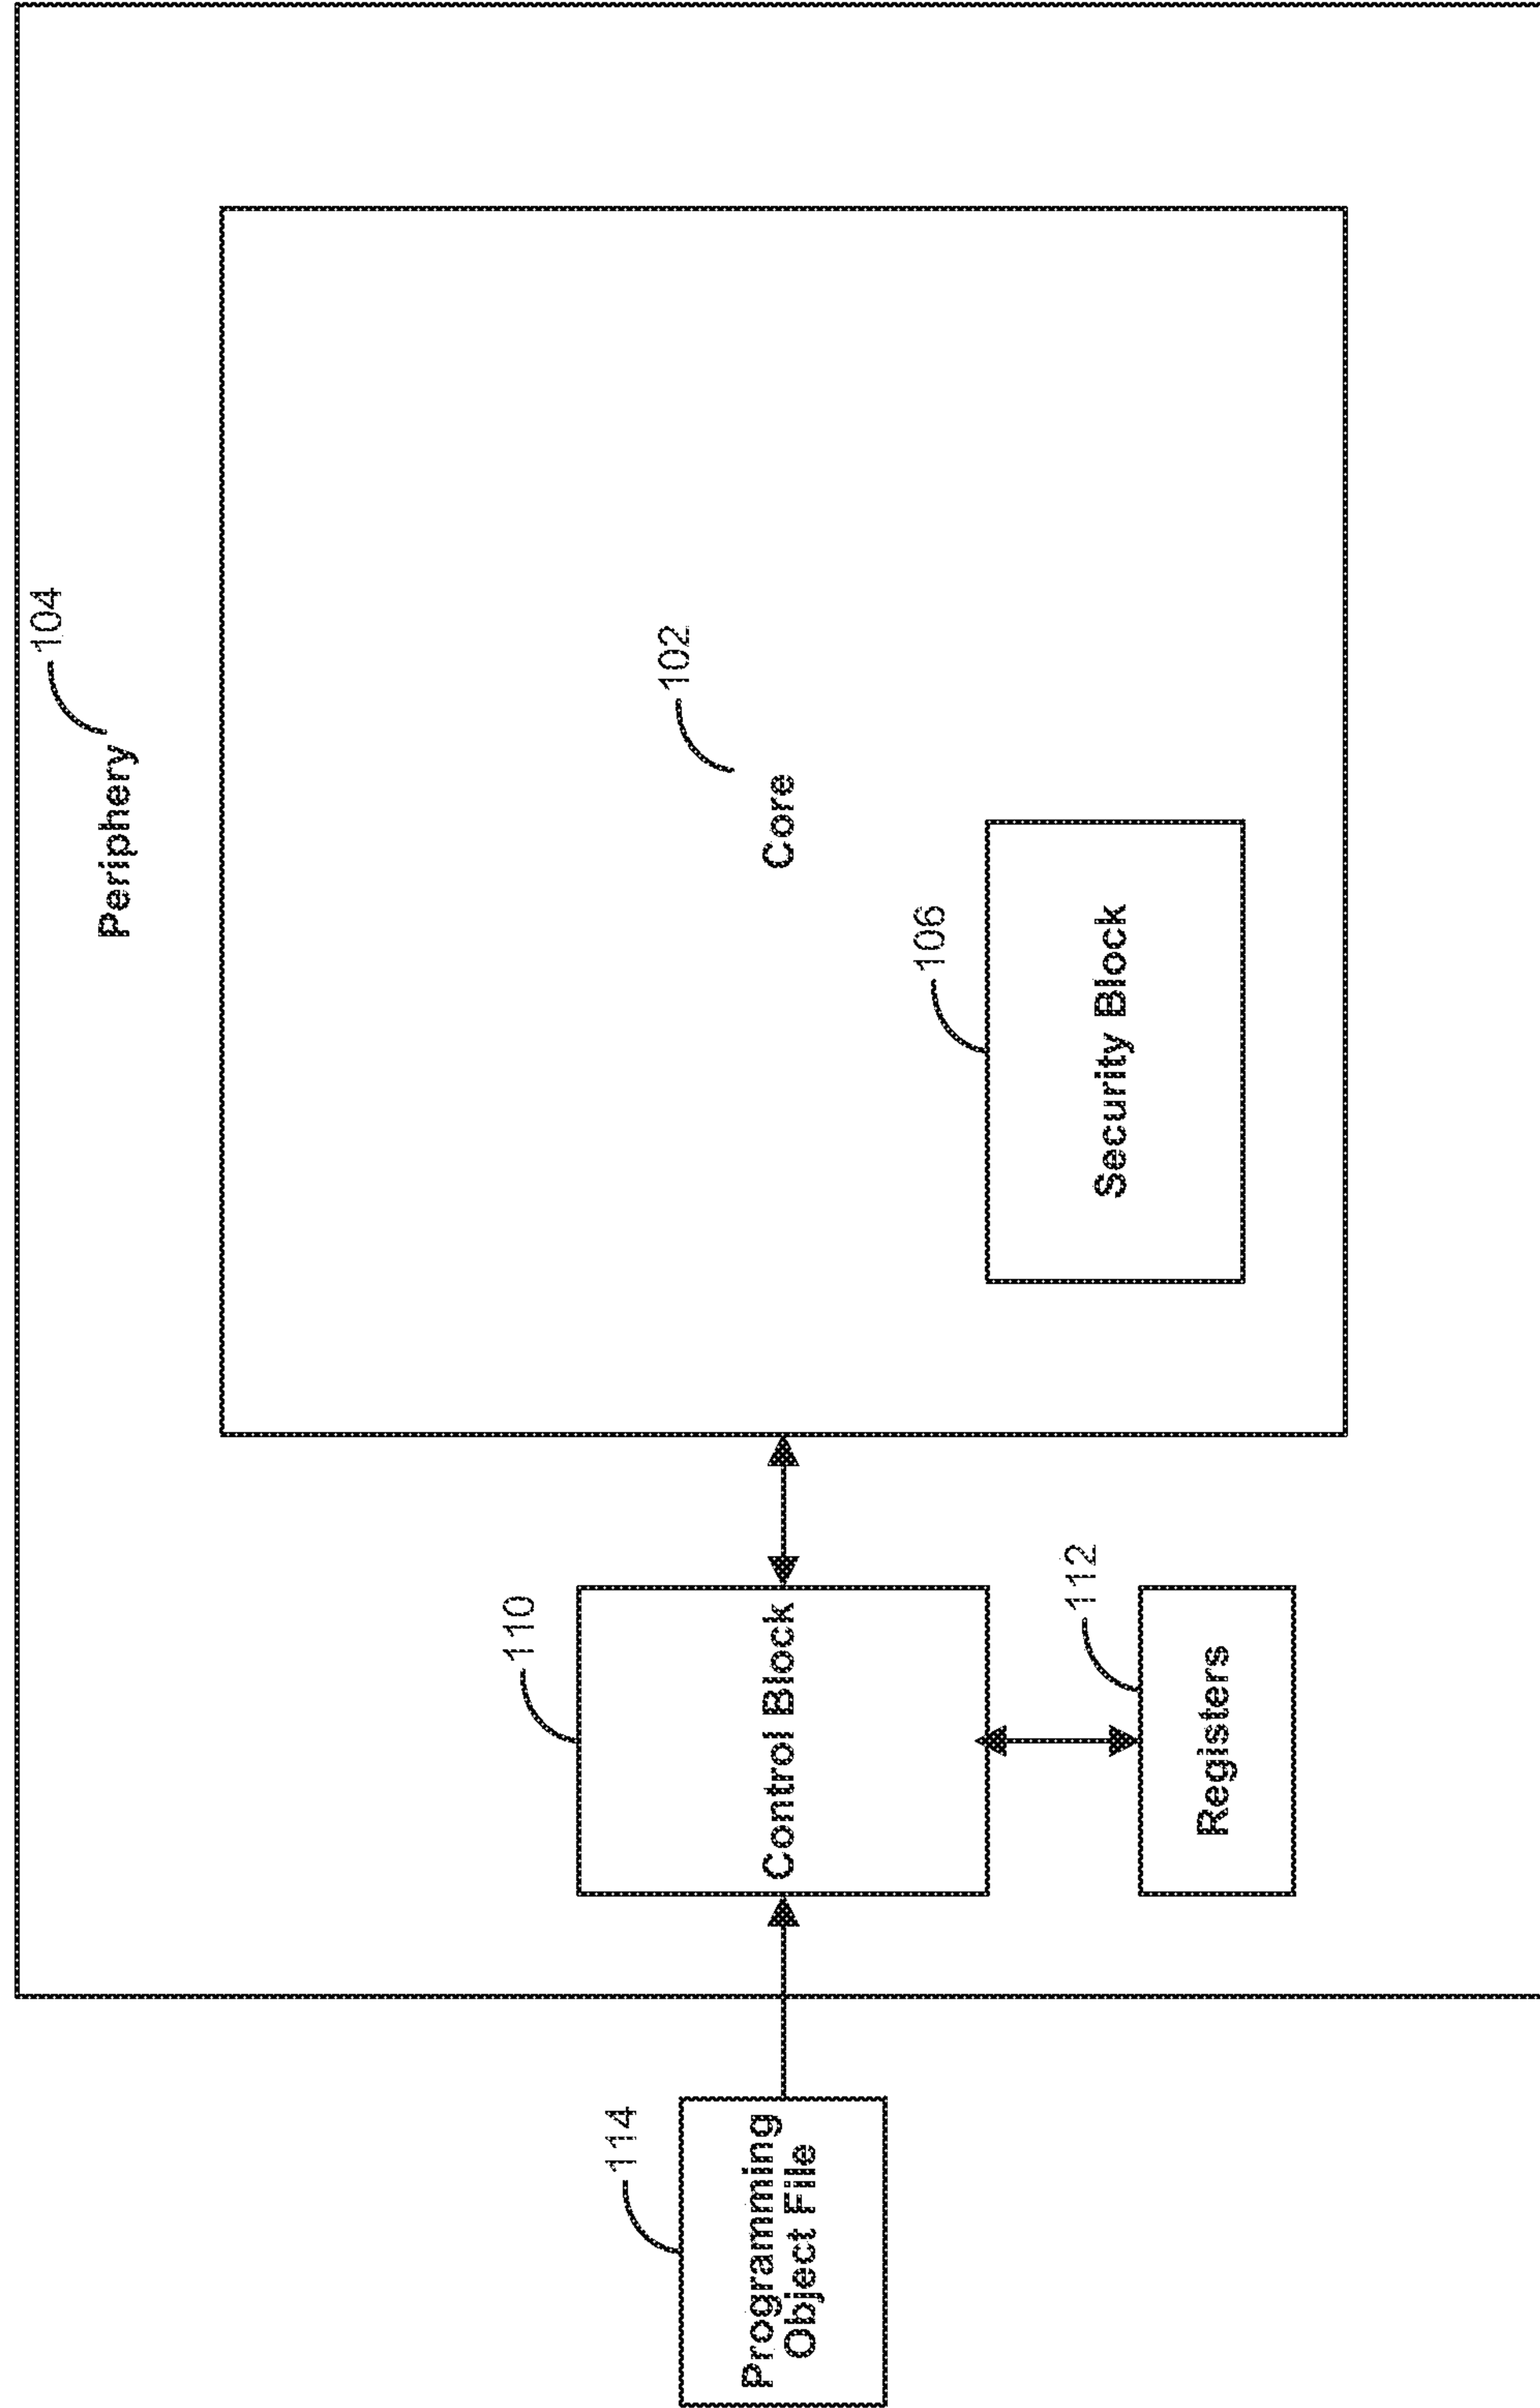 104
Periphery
102
Core
106
Security Block
110
Control Block
112
Registers
114
Programming
Object File